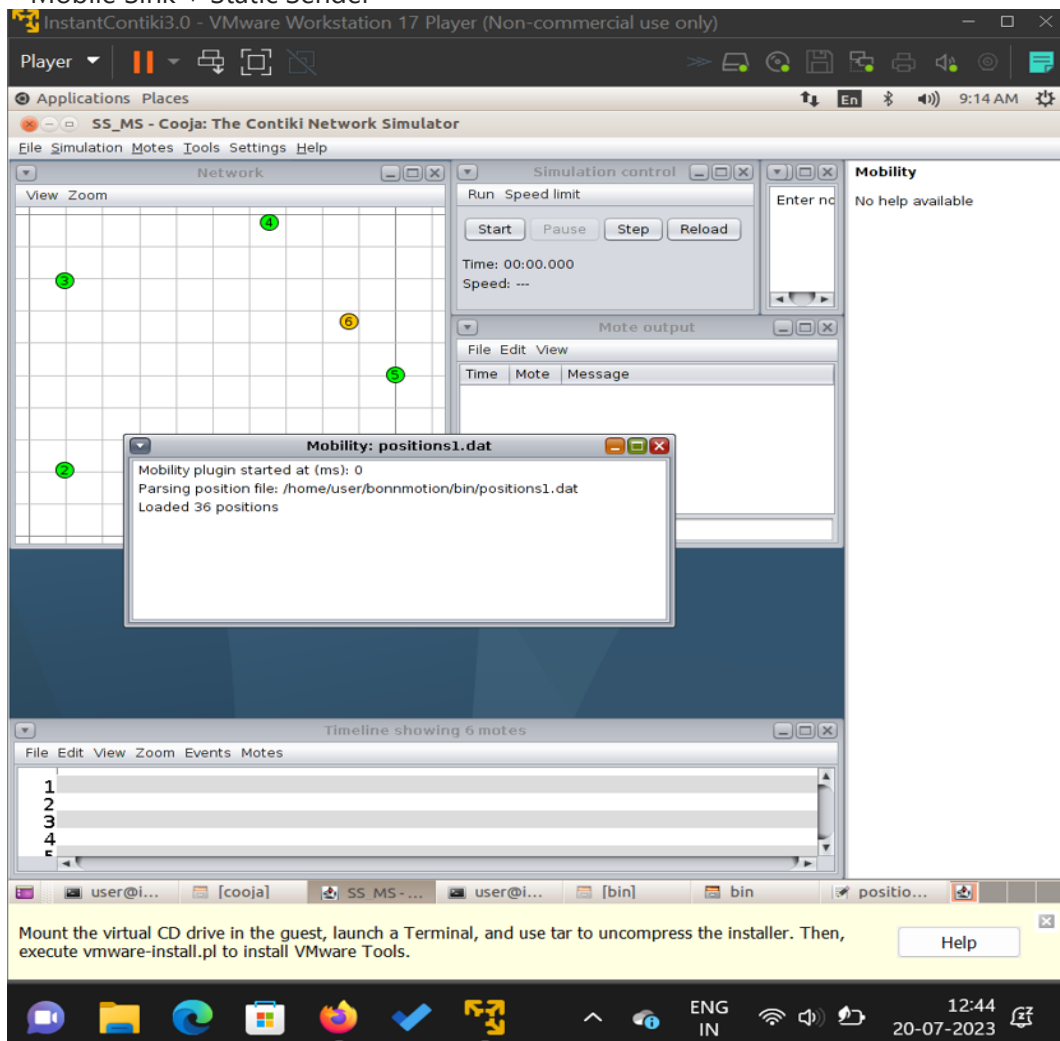 Mobile Sink + Static Sender
InstantContiki3.0 - VMware Workstation 17 Player (Non-commercial use only)
Player
Applications Places
En
9:14 AM
SS_MS - Cooja: The Contiki Network Simulator
File Simulation Motes Tools Settings Help
Network
View Zoom
4
3
6
5
2
Simulation control
Run Speed limit
Start Pause Step Reload
Time: 00:00.000
Speed: ---
Enter no
Mobility
No help available
Mote output
File Edit View
Time Mote Message
Mobility: positions1.dat
Mobility plugin started at (ms): 0
Parsing position file: /home/user/bonnmotion/bin/positions1.dat
Loaded 36 positions
Timeline showing 6 motes
File Edit View Zoom Events Motes
1
2
3
4
user@i... [cooja] SS_MS-... user@i... [bin] bin positio...
Mount the virtual CD drive in the guest, launch a Terminal, and use tar to uncompress the installer. Then,
execute vmware-install.pl to install VMware Tools.
Help
ENG
IN
12:44
20-07-2023